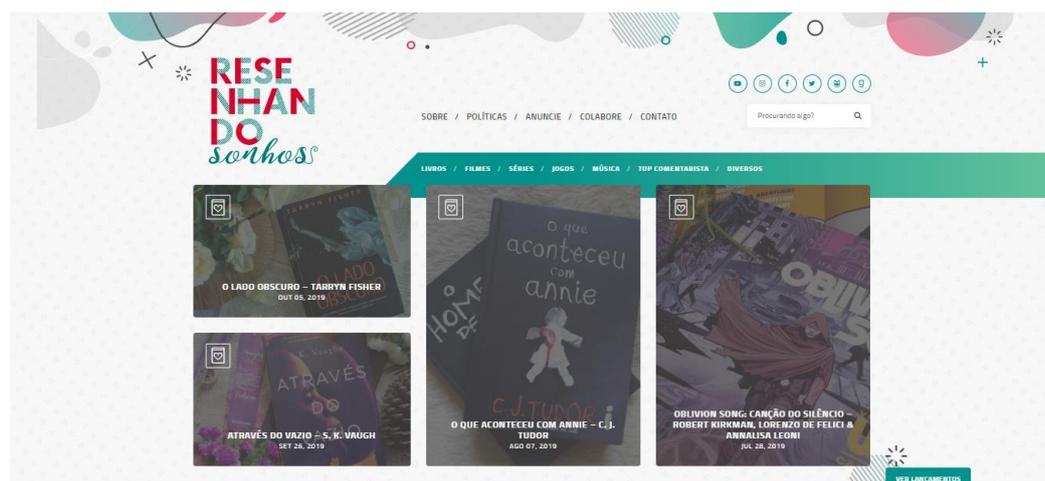 RESE
NHAN
DO
sonhos
SOBRE / POLÍTICAS / ANUNCIE / COLABORE / CONTATO
Procurando algo?
LIVROS / FILMES / SÉRIES / JOGOS / MÚSICA / TOP COMENTARISTA / DIVERSOS
TARRYN FISHER
O LADO
OBSCURO
O LADO OBSCURO – TARRYN FISHER
OUT 05, 2019
K. Vaughn
ATRAVÉS
DO
ATRAVÉS DO VAZIO – S. K. VAUGH
SET 26, 2019
o que
aconteceu
com
annie
O
HOME
DE
C.J. TUDOR
O QUE ACONTECEU COM ANNIE – C. J.
TUDOR
AGO 07, 2019
OBLIVION SONG: CANÇÃO DO SILÊNCIO –
ROBERT KIRKMAN, LORENZO DE FELICI &
ANNALISA LEONI
JUL 28, 2019
VER LANÇAMENTOS